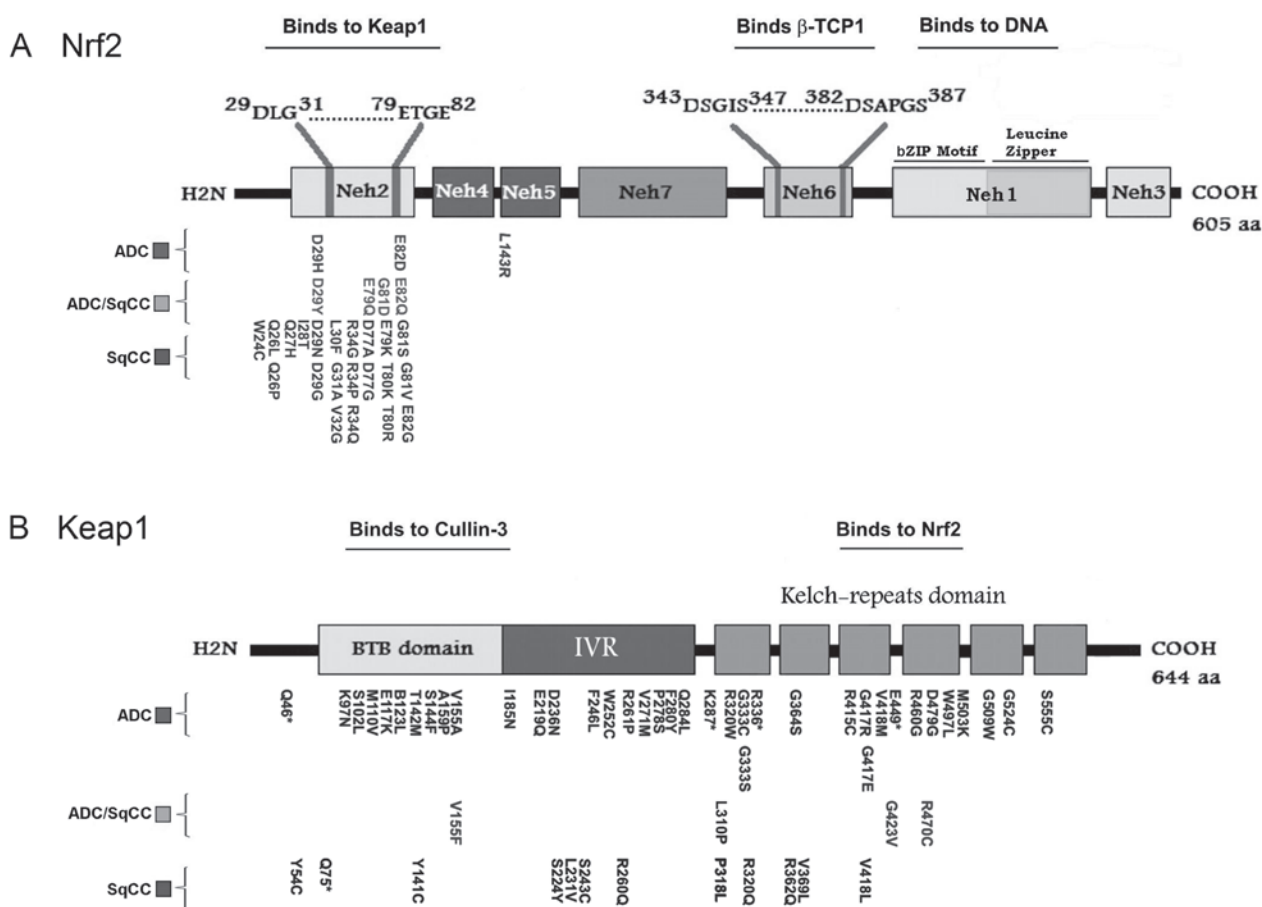 A Nrf2
Binds to Keap1
Binds β-TCP1
Binds to DNA
29DLG31 ............ 79ETGE82
343DSGIS347 ............ 382DSAPGS387
bZIP Motif
Leucine Zipper
H2N
Neh2
Neh4
Neh5
Neh7
Neh6
Neh1
Neh3
COOH
605 aa
ADC
ADC/SqCC
SqCC
W24C
Q26L Q26P
Q27H
I28T
D29H D29Y D29N D29G
L30F G31A V32G
R34G R34P R34Q
E79Q D77A D77G
G81D E79K T80K T80R
E82D E82Q G81S G81V E82G
L143R
B Keap1
Binds to Cullin-3
Binds to Nrf2
Kelch-repeats domain
H2N
BTB domain
IVR
COOH
644 aa
ADC
Q46*
K97N
S102L
M110V
E117K
B123L
T142M
S144F
A159P
V155A
I185N
E219Q
D236N
F246L
W252C
R261P
V271M
P278S
F280Y
Q284L
K287*
R320W
G333C
R336*
G364S
R415C
G417R
V418M
E449*
R460G
D479G
W497L
M503K
G509W
G524C
S555C
G333S
G417E
ADC/SqCC
V155F
L310P
G423V
R470C
SqCC
Y54C
Q75*
Y141C
S224Y
L231V
S243C
R260Q
P318L
R320Q
R362Q
V369L
V418L